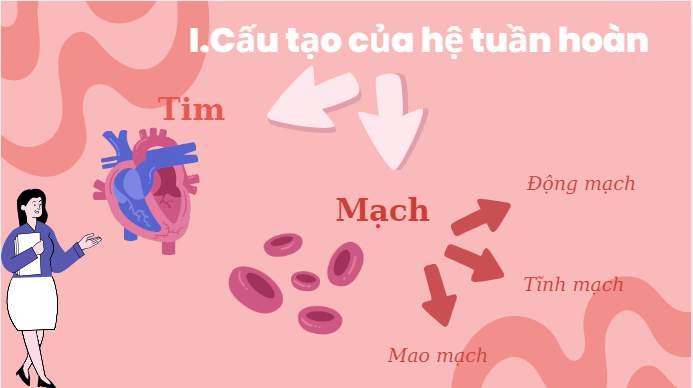 I.Cấu tạo của hệ tuần hoàn
Tim
Mạch
Động mạch
Tĩnh mạch
Mao mạch